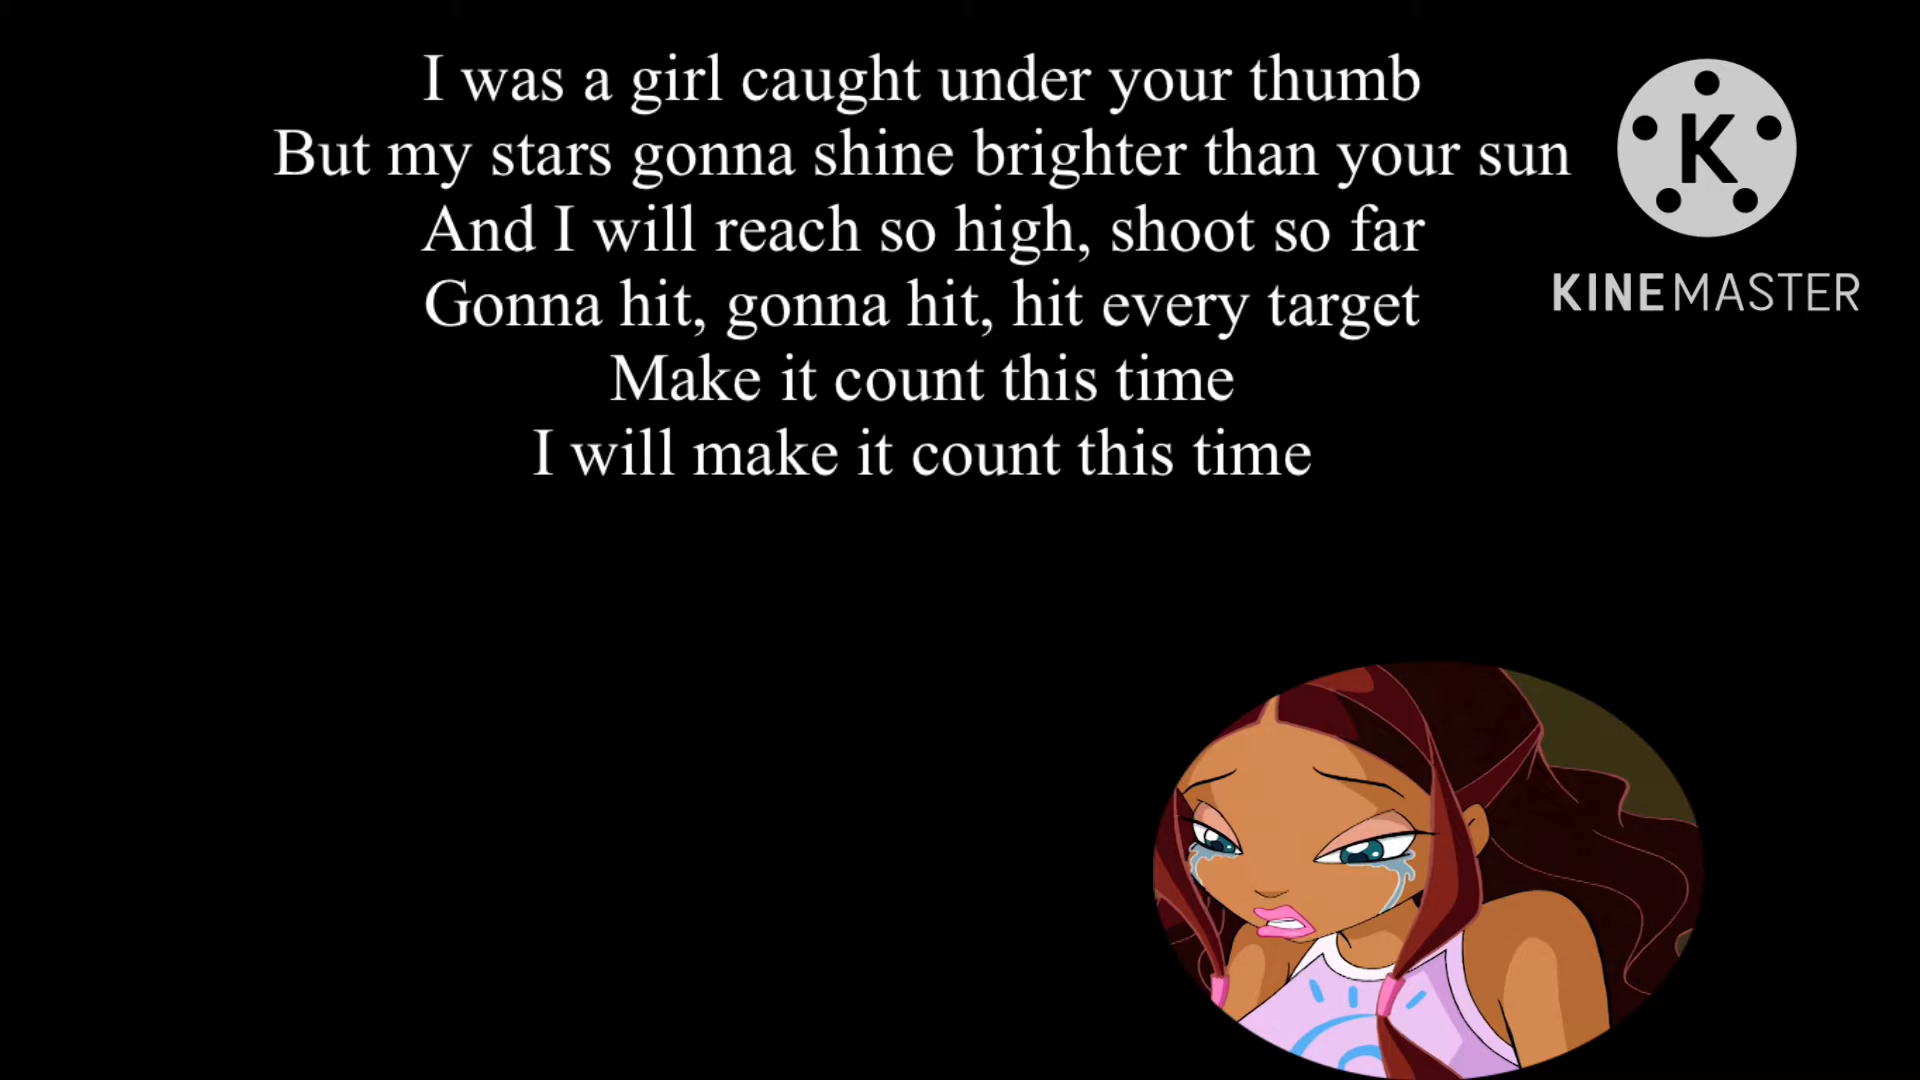 I was a girl caught under your thumb
But my stars gonna shine brighter than your sun
And I will reach so high, shoot so far
Gonna hit, gonna hit, hit every target
Make it count this time
I will make it count this time
K
KINEMASTER